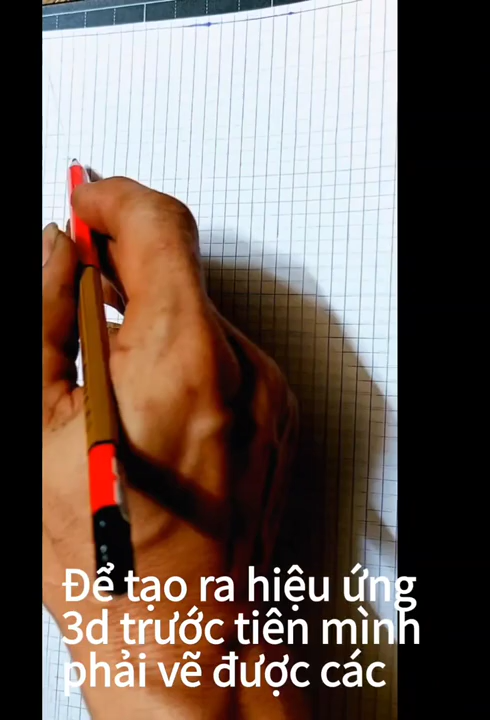 Để tạo ra hiệu ứng
3d trước tiên mình
phải vẽ được các